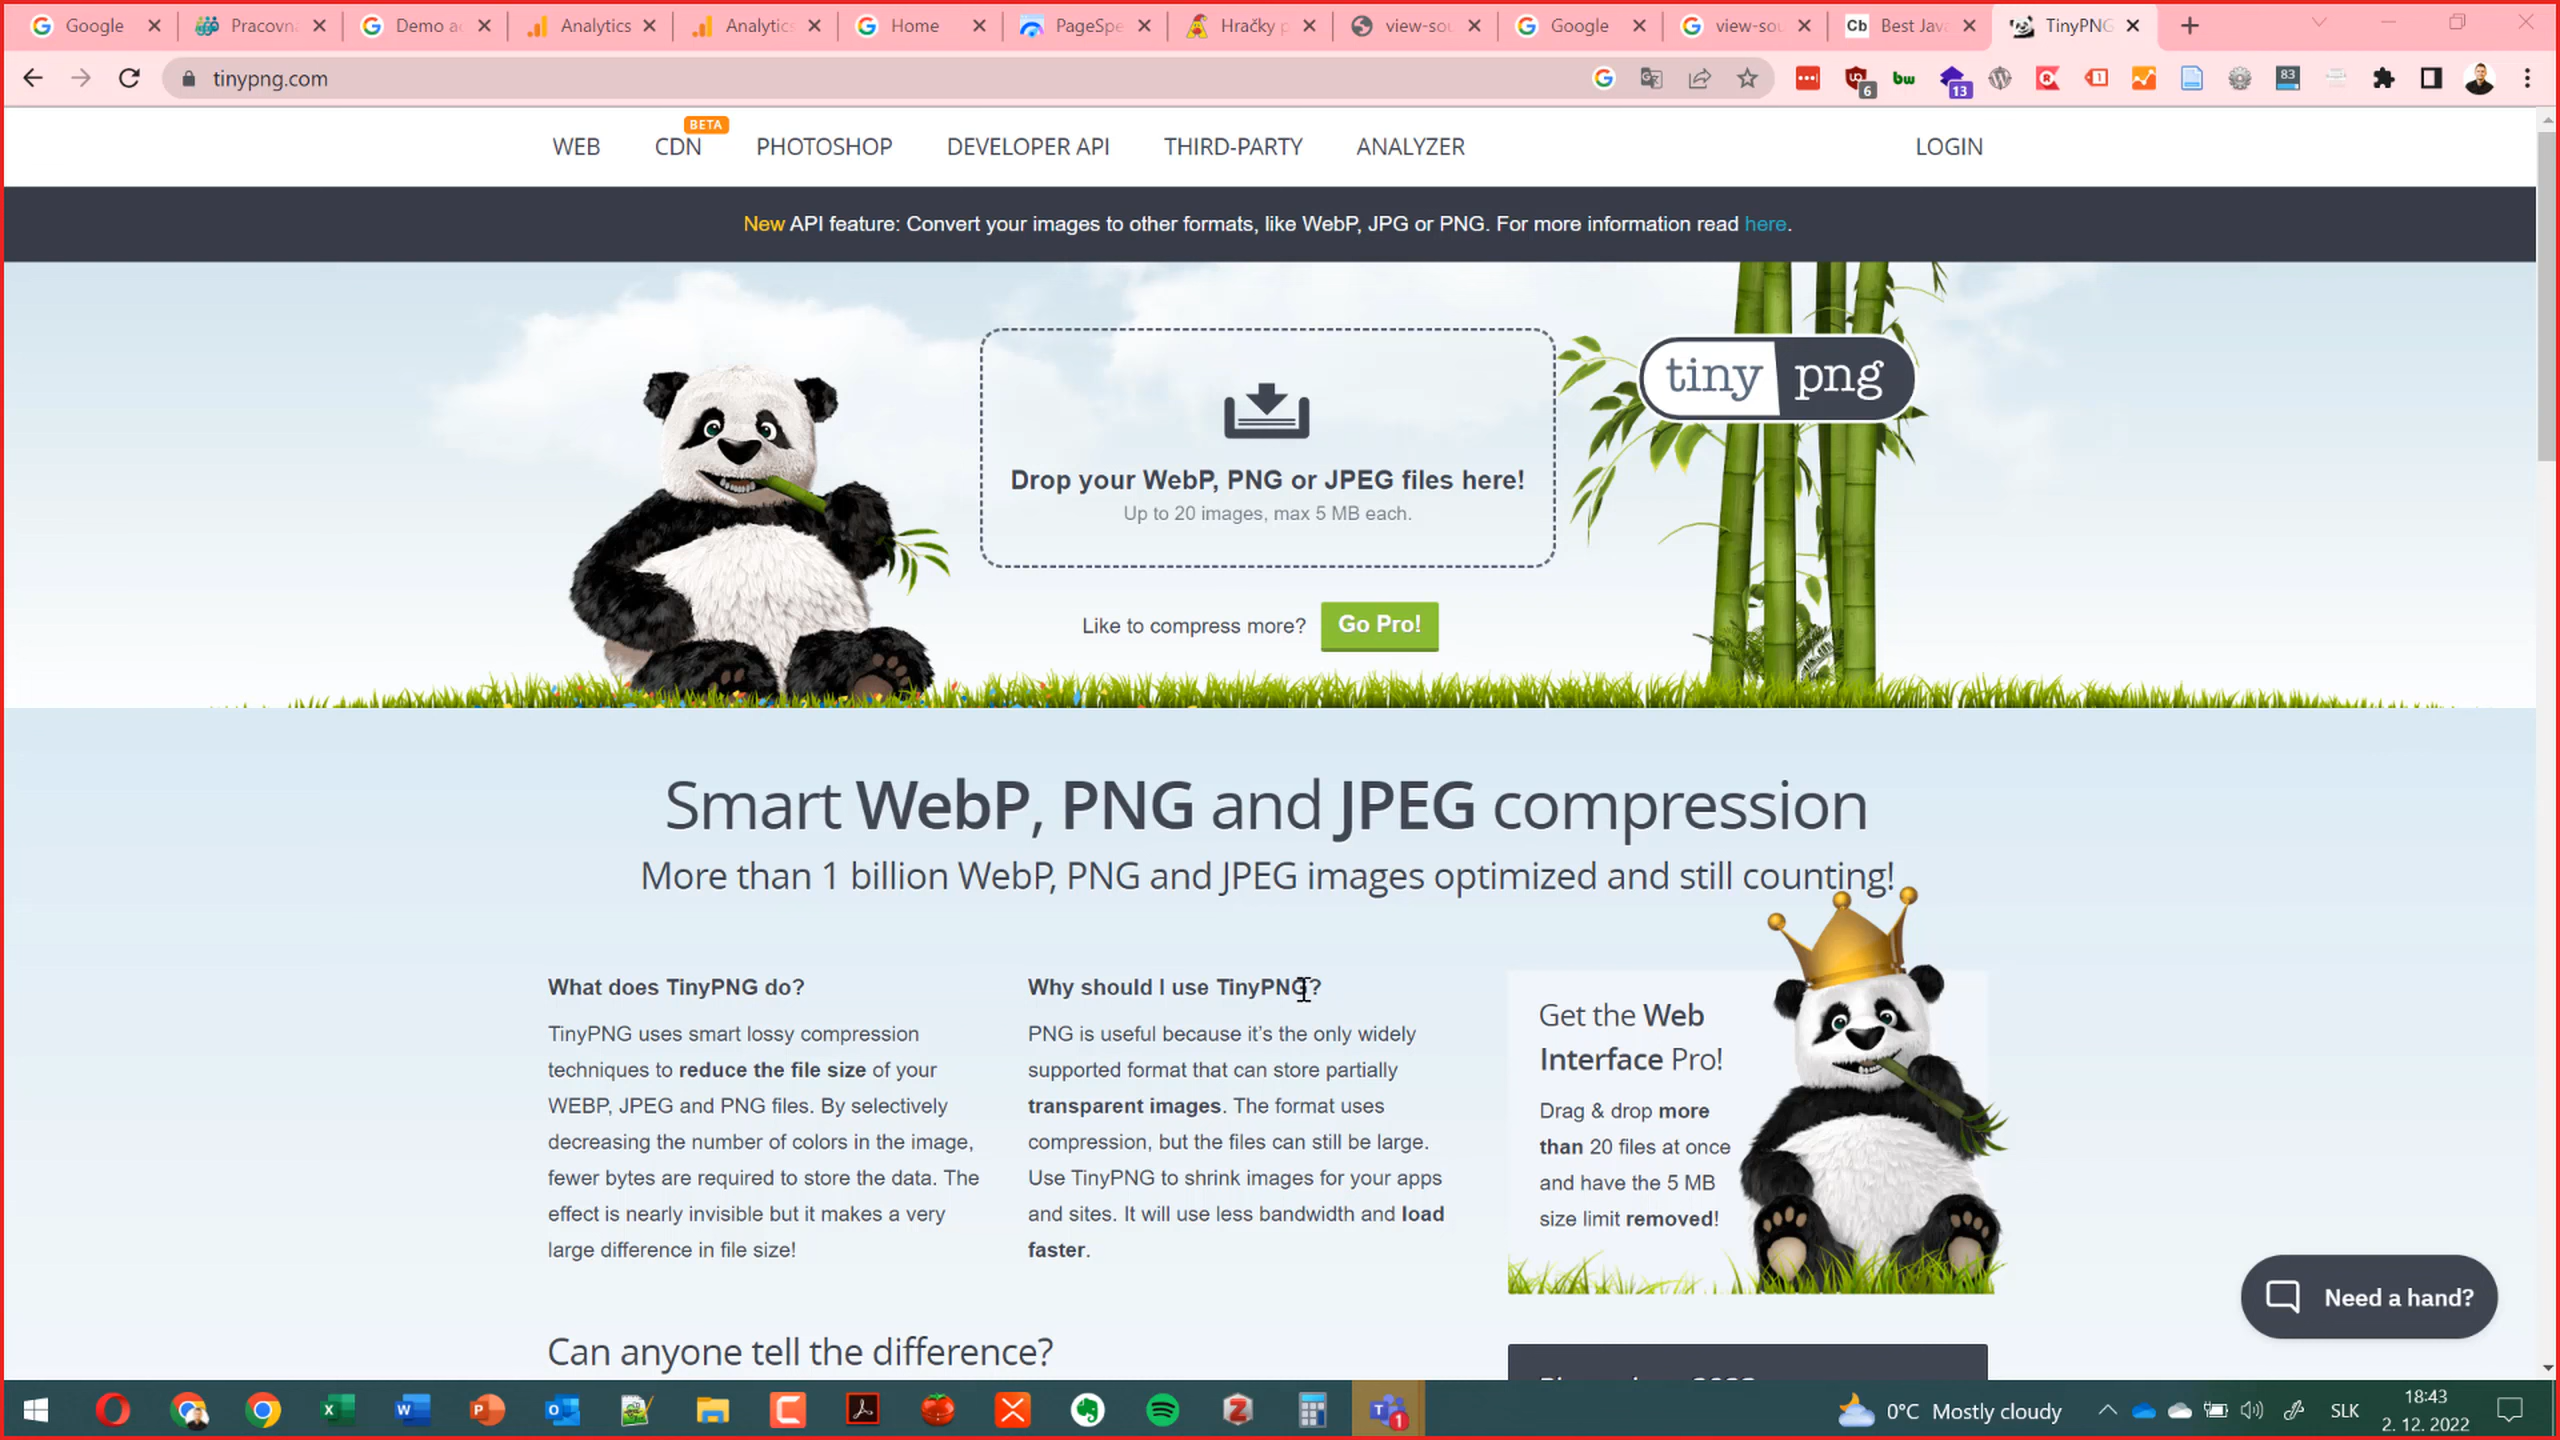 Google
Pracovna
Demo ac
Analytics
Analytics
Home
PageSpe
Hračky p
view-sou
Google
view-sou
Cb Best Java
TinyPNG
tinypng.com
6
bw
13
1
83
WEB
CDN
BETA
PHOTOSHOP
DEVELOPER API
THIRD-PARTY
ANALYZER
LOGIN
New API feature: Convert your images to other formats, like WebP, JPG or PNG. For more information read here.
tiny png
Drop your WebP, PNG or JPEG files here!
Up to 20 images, max 5 MB each.
Like to compress more? Go Pro!
Smart WebP, PNG and JPEG compression
More than 1 billion WebP, PNG and JPEG images optimized and still counting!
What does TinyPNG do?
TinyPNG uses smart lossy compression
techniques to reduce the file size of your
WEBP, JPEG and PNG files. By selectively
decreasing the number of colors in the image,
fewer bytes are required to store the data. The
effect is nearly invisible but it makes a very
large difference in file size!
Why should I use TinyPNG?
PNG is useful because it's the only widely
supported format that can store partially
transparent images. The format uses
compression, but the files can still be large.
Use TinyPNG to shrink images for your apps
and sites. It will use less bandwidth and load
faster.
Get the Web
Interface Pro!
Drag & drop more
than 20 files at once
and have the 5 MB
size limit removed!
Need a hand?
Can anyone tell the difference?
0°C Mostly cloudy
SLK
18:43
2. 12. 2022